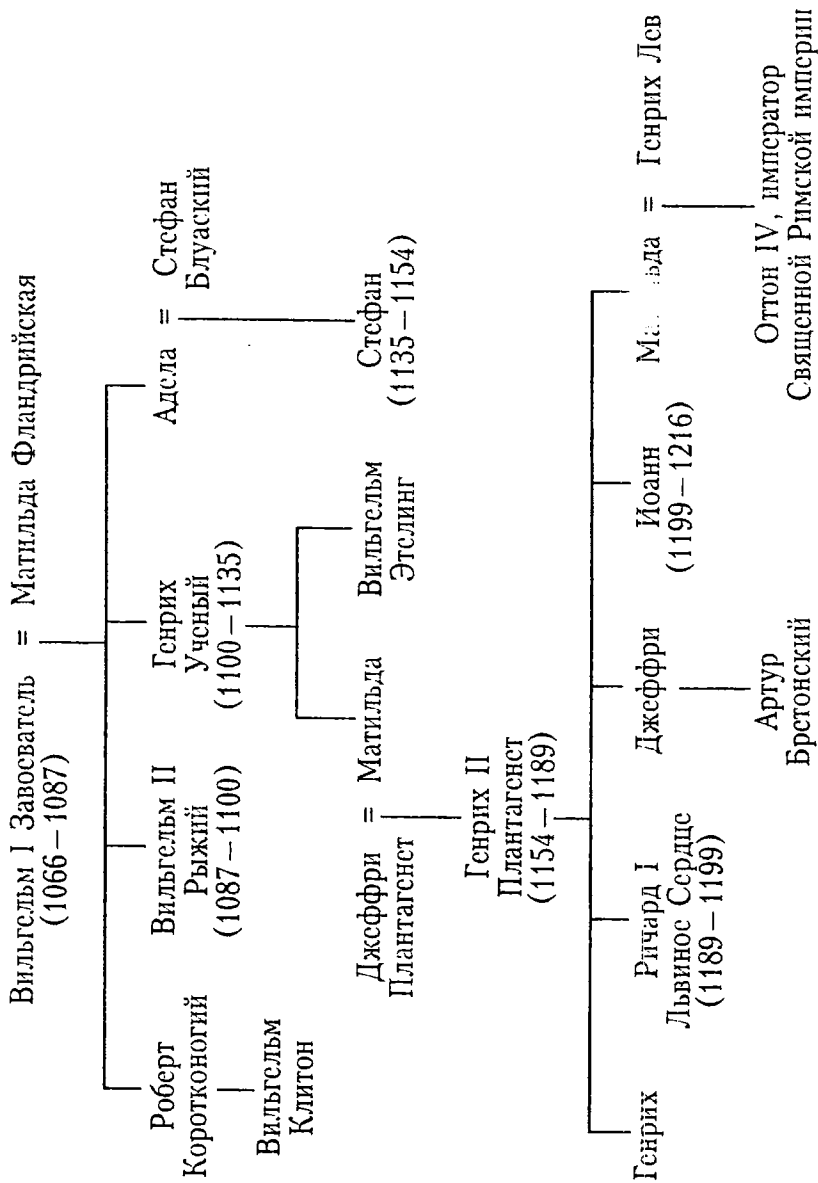 Вильгельм I Завоеватель = Матильда Фландрийская
(1066–1087)
Роберт
Коротконогий
Вильгельм II
Рыжий
(1087–1100)
Генрих
Ученый
(1100–1135)
Адела = Стефан
Блуаский
Вильгельм
Клитон
Матильда
Вильгельм
Этелинг
Стефан
(1135–1154)
Джеффри = Матильда
Плантагенет
Генрих II
Плантагенет
(1154–1189)
Генрих
Ричард I
Львиное Сердце
(1189–1199)
Джеффри
Иоанн
(1199–1216)
= Генрих Лев
Артур
Бретонский
Оттон IV, император
Священной Римской империи